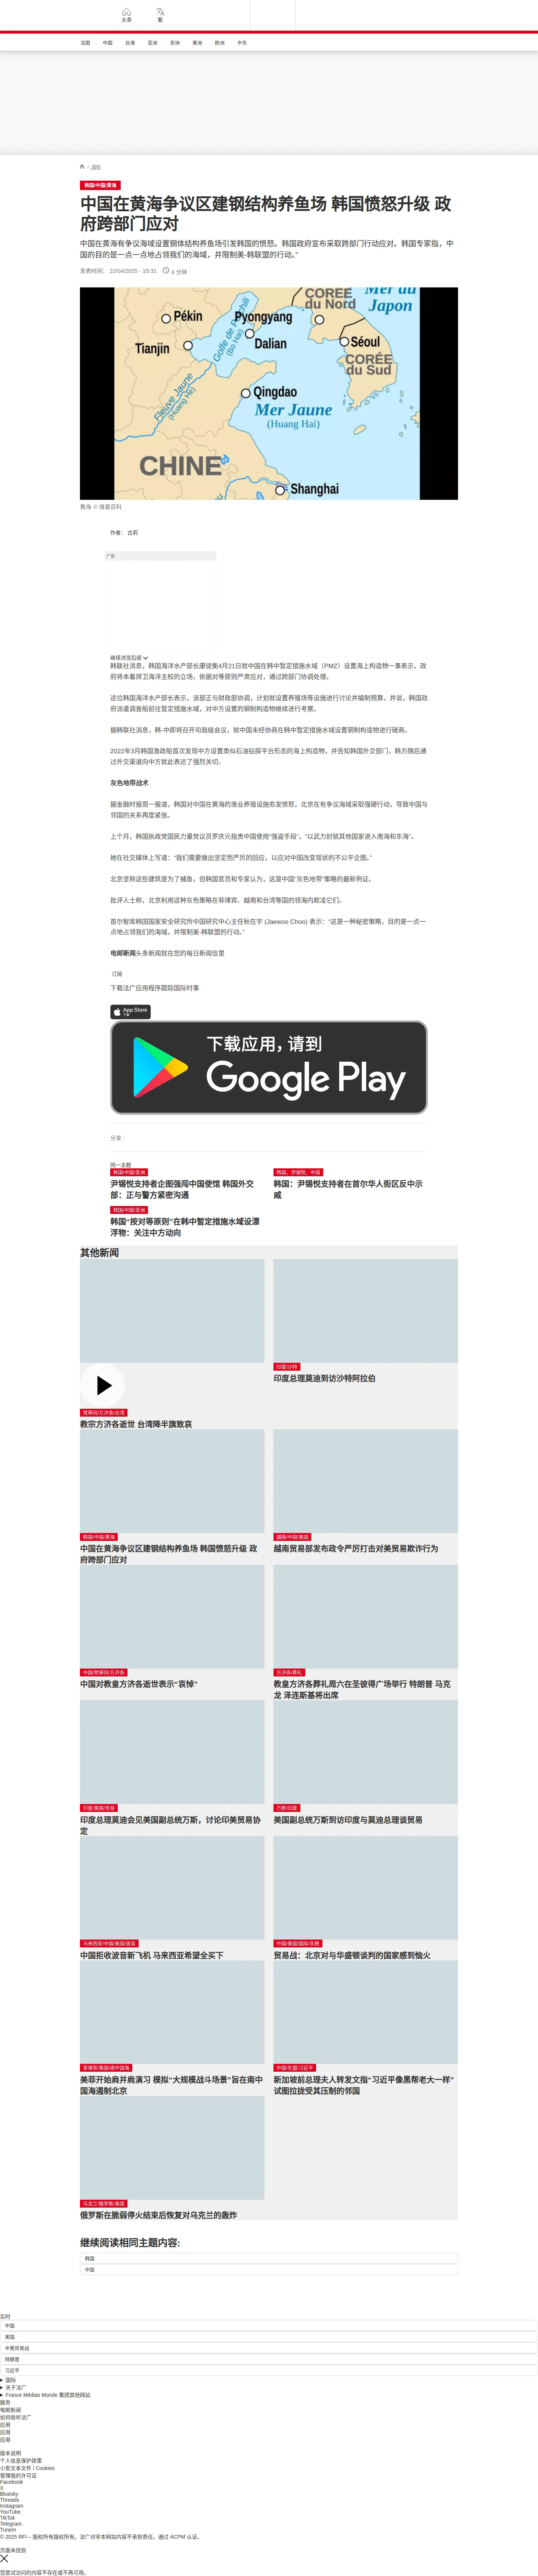 头条
繁
法国
中国
台海
亚洲
非洲
美洲
欧洲
中东
/ 国际
韩国/中国/黄海
中国在黄海争议区建钢结构养鱼场 韩国愤怒升级 政
府跨部门应对
中国在黄海有争议海域设置钢体结构养鱼场引发韩国的愤怒。韩国政府宣布采取跨部门行动应对。韩国专家指，中
国的目的是一点一点地占领我们的海域，并限制美-韩联盟的行动。”
发表时间： 22/04/2025 - 15:31 4 分钟
CORÉE
du Nord
Mer du
Japon
Pékin
Pyongyang
Golfe de Petchili
(Bo Hai)
Dalian
Tianjin
Séoul
CORÉE
du Sud
Fleuve Jaune
(Huang He)
Qingdao
Mer Jaune
(Huang Hai)
CHINE
Shanghai
黄海 © 维基百科
作者： 古莉
广告
继续浏览后续
韩联社消息，韩国海洋水产部长康徒衡4月21日就中国在韩中暂定措施水域（PMZ）设置海上构造物一事表示，政
府将本着捍卫海洋主权的立场，依据对等原则严肃应对，通过跨部门协调处理。
这位韩国海洋水产部长表示，该部正与财政部协调，计划就设置养殖场等设施进行讨论并编制预算，并说，韩国政
府派遣调查船前往暂定措施水域，对中方设置的钢制构造物继续进行考察。
据韩联社消息，韩-中即将召开司局级会议，就中国未经协商在韩中暂定措施水域设置钢制构造物进行磋商。
2022年3月韩国渔政船首次发现中方设置类似石油钻探平台形态的海上构造物，并告知韩国外交部门，韩方随后通
过外交渠道向中方就此表达了强烈关切。
灰色地带战术
据金融时报周一报道，韩国对中国在黄海的渔业养殖设施愈发愤怒，北京在有争议海域采取强硬行动，导致中国与
邻国的关系再度紧张。
上个月，韩国执政党国民力量党议员罗庆元指责中国使用“强盗手段”，“以武力封锁其他国家进入南海和东海”。
她在社交媒体上写道：“我们需要做出坚定而严厉的回应，以应对中国改变现状的不公平企图。”
北京坚称这些建筑是为了捕鱼，但韩国官员和专家认为，这是中国“灰色地带”策略的最新例证。
批评人士称，北京利用这种灰色策略在菲律宾、越南和台湾等国的领海内欺凌它们。
首尔智库韩国国家安全研究所中国研究中心主任秋在宇 (Jaewoo Choo) 表示：“这是一种秘密策略，目的是一点一
点地占领我们的海域，并限制美-韩联盟的行动。”
电邮新闻头条新闻就在您的每日新闻信里
订阅
下载法广应用程序跟踪国际时事
App Store
下载
下载应用，请到
Google Play
分享 :
同一主题
韩国/中国/亚洲
尹锡悦支持者企图强闯中国使馆 韩国外交
部：正与警方紧密沟通
韩国，尹锡悦，中国
韩国：尹锡悦支持者在首尔华人街区反中示
威
韩国/中国/亚洲
韩国“按对等原则”在韩中暂定措施水域设漂
浮物：关注中方动向
其他新闻
梵蒂冈/方济各/台湾
教宗方济各逝世 台湾降半旗致哀
印度/沙特
印度总理莫迪到访沙特阿拉伯
韩国/中国/黄海
中国在黄海争议区建钢结构养鱼场 韩国愤怒升级 政
府跨部门应对
越南/中国/美国
越南贸易部发布政令严厉打击对美贸易欺诈行为
中国/梵蒂冈/方济各
中国对教皇方济各逝世表示“哀悼”
方济各/葬礼
教皇方济各葬礼周六在圣彼得广场举行 特朗普 马克
龙 泽连斯基将出席
印度/美国/贸易
印度总理莫迪会见美国副总统万斯，讨论印美贸易协
定
万斯/印度
美国副总统万斯到访印度与莫迪总理谈贸易
马来西亚/中国/美国/波音
中国拒收波音新飞机 马来西亚希望全买下
中国/美国/国际/关税
贸易战：北京对与华盛顿谈判的国家感到恼火
菲律宾/美国/南中国海
美菲开始肩并肩演习 模拟“大规模战斗场景”旨在南中
国海遏制北京
中国/东盟/习近平
新加坡前总理夫人转发文指“习近平像黑帮老大一样”
试图拉拢受其压制的邻国
乌克兰/俄罗斯/美国
俄罗斯在脆弱停火结束后恢复对乌克兰的轰炸
继续阅读相同主题内容:
韩国
中国
实时
中国
美国
中美贸易战
特朗普
习近平
国际
关于法广
France Médias Monde 集团其他网站
服务
电邮新闻
如何收听法广
应用
应用
应用
版本说明
个人信息保护政策
小型文本文件 / Cookies
管理我的许可证
Facebook
X
Bluesky
Threads
Instagram
YouTube
TikTok
Telegram
TuneIn
© 2025 RFI – 版权所有版权所有。法广对非本网站内容不承担责任。通过 ACPM 认证。
页面未找到
您尝试访问的内容不存在或不再可用。